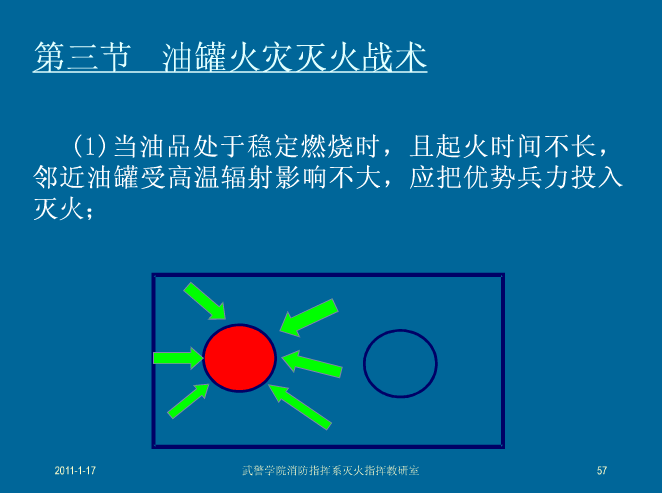 第三节 油罐火灾灭火战术
(1)当油品处于稳定燃烧时，且起火时间不长，
邻近油罐受高温辐射影响不大，应把优势兵力投入
灭火；
2011-1-17
武警学院消防指挥系灭火指挥教研室
57